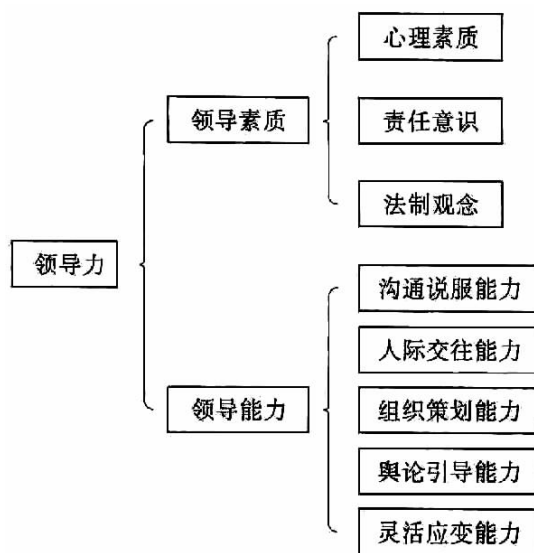 领导力
领导素质
心理素质
责任意识
法制观念
领导能力
沟通说服能力
人际交往能力
组织策划能力
舆论引导能力
灵活应变能力